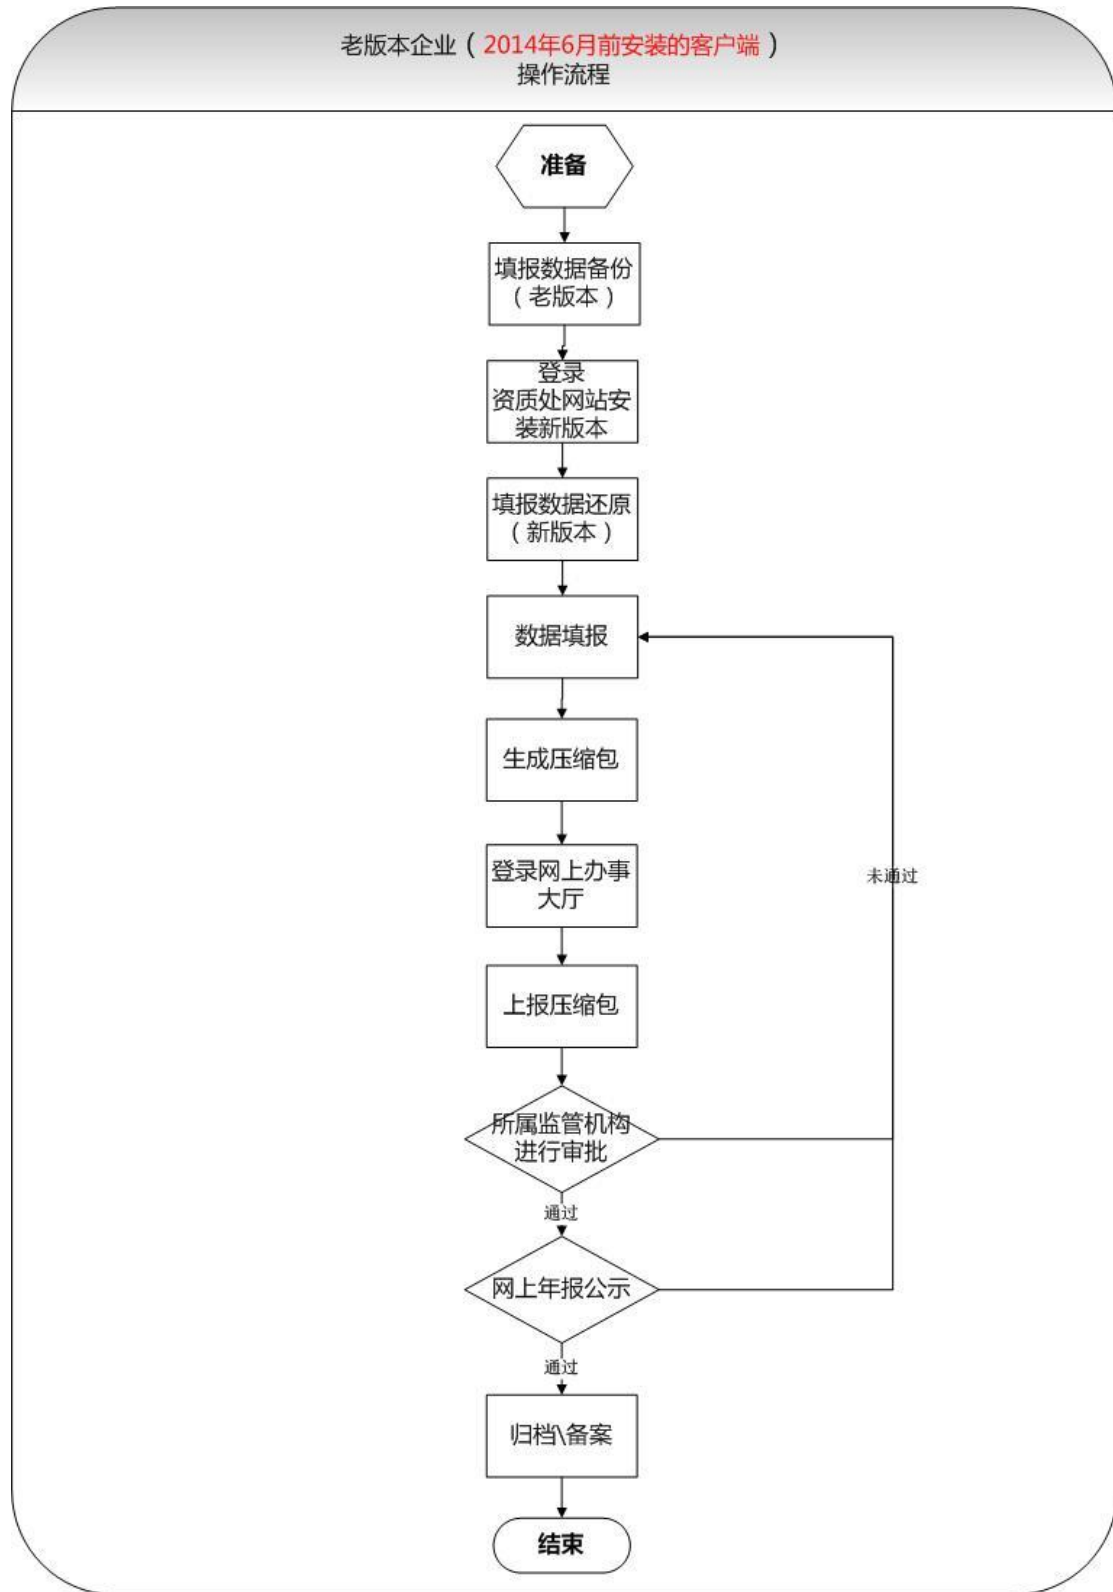 老版本企业（2014年6月前安装的客户端）
操作流程
准备
填报数据备份
（老版本）
登录
资质处网站安
装新版本
填报数据还原
（新版本）
数据填报
生成压缩包
登录网上办事
大厅
未通过
上报压缩包
所属监管机构
进行审批
通过
网上年报公示
通过
归档\备案
结束